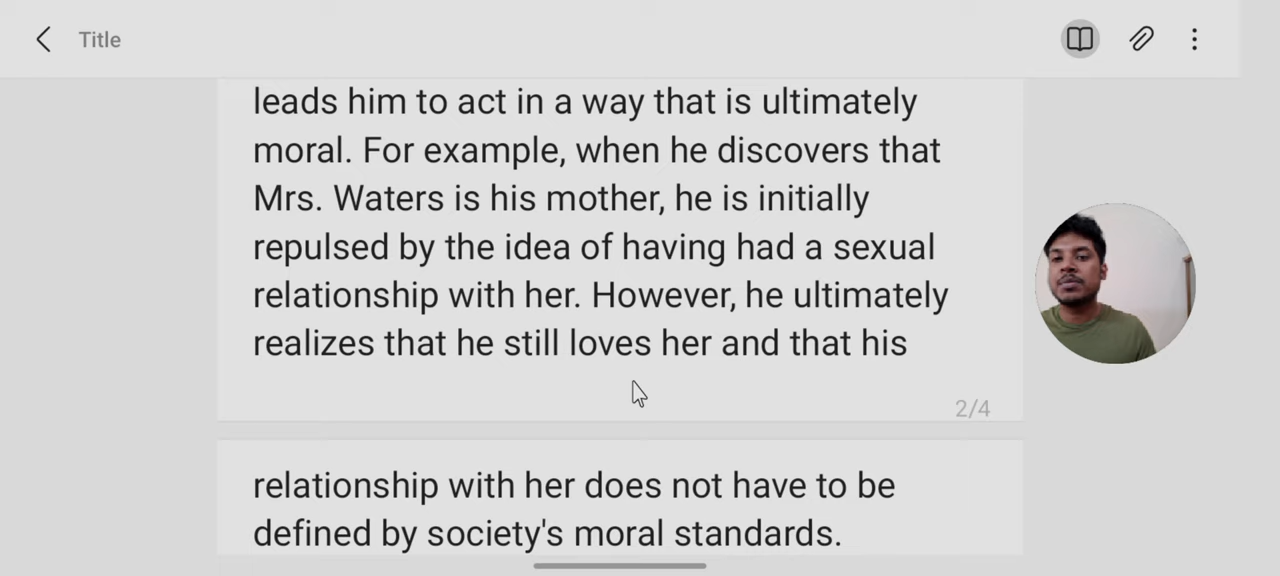 Title
leads him to act in a way that is ultimately
moral. For example, when he discovers that
Mrs. Waters is his mother, he is initially
repulsed by the idea of having had a sexual
relationship with her. However, he ultimately
realizes that he still loves her and that his
2/4
relationship with her does not have to be
defined by society's moral standards.